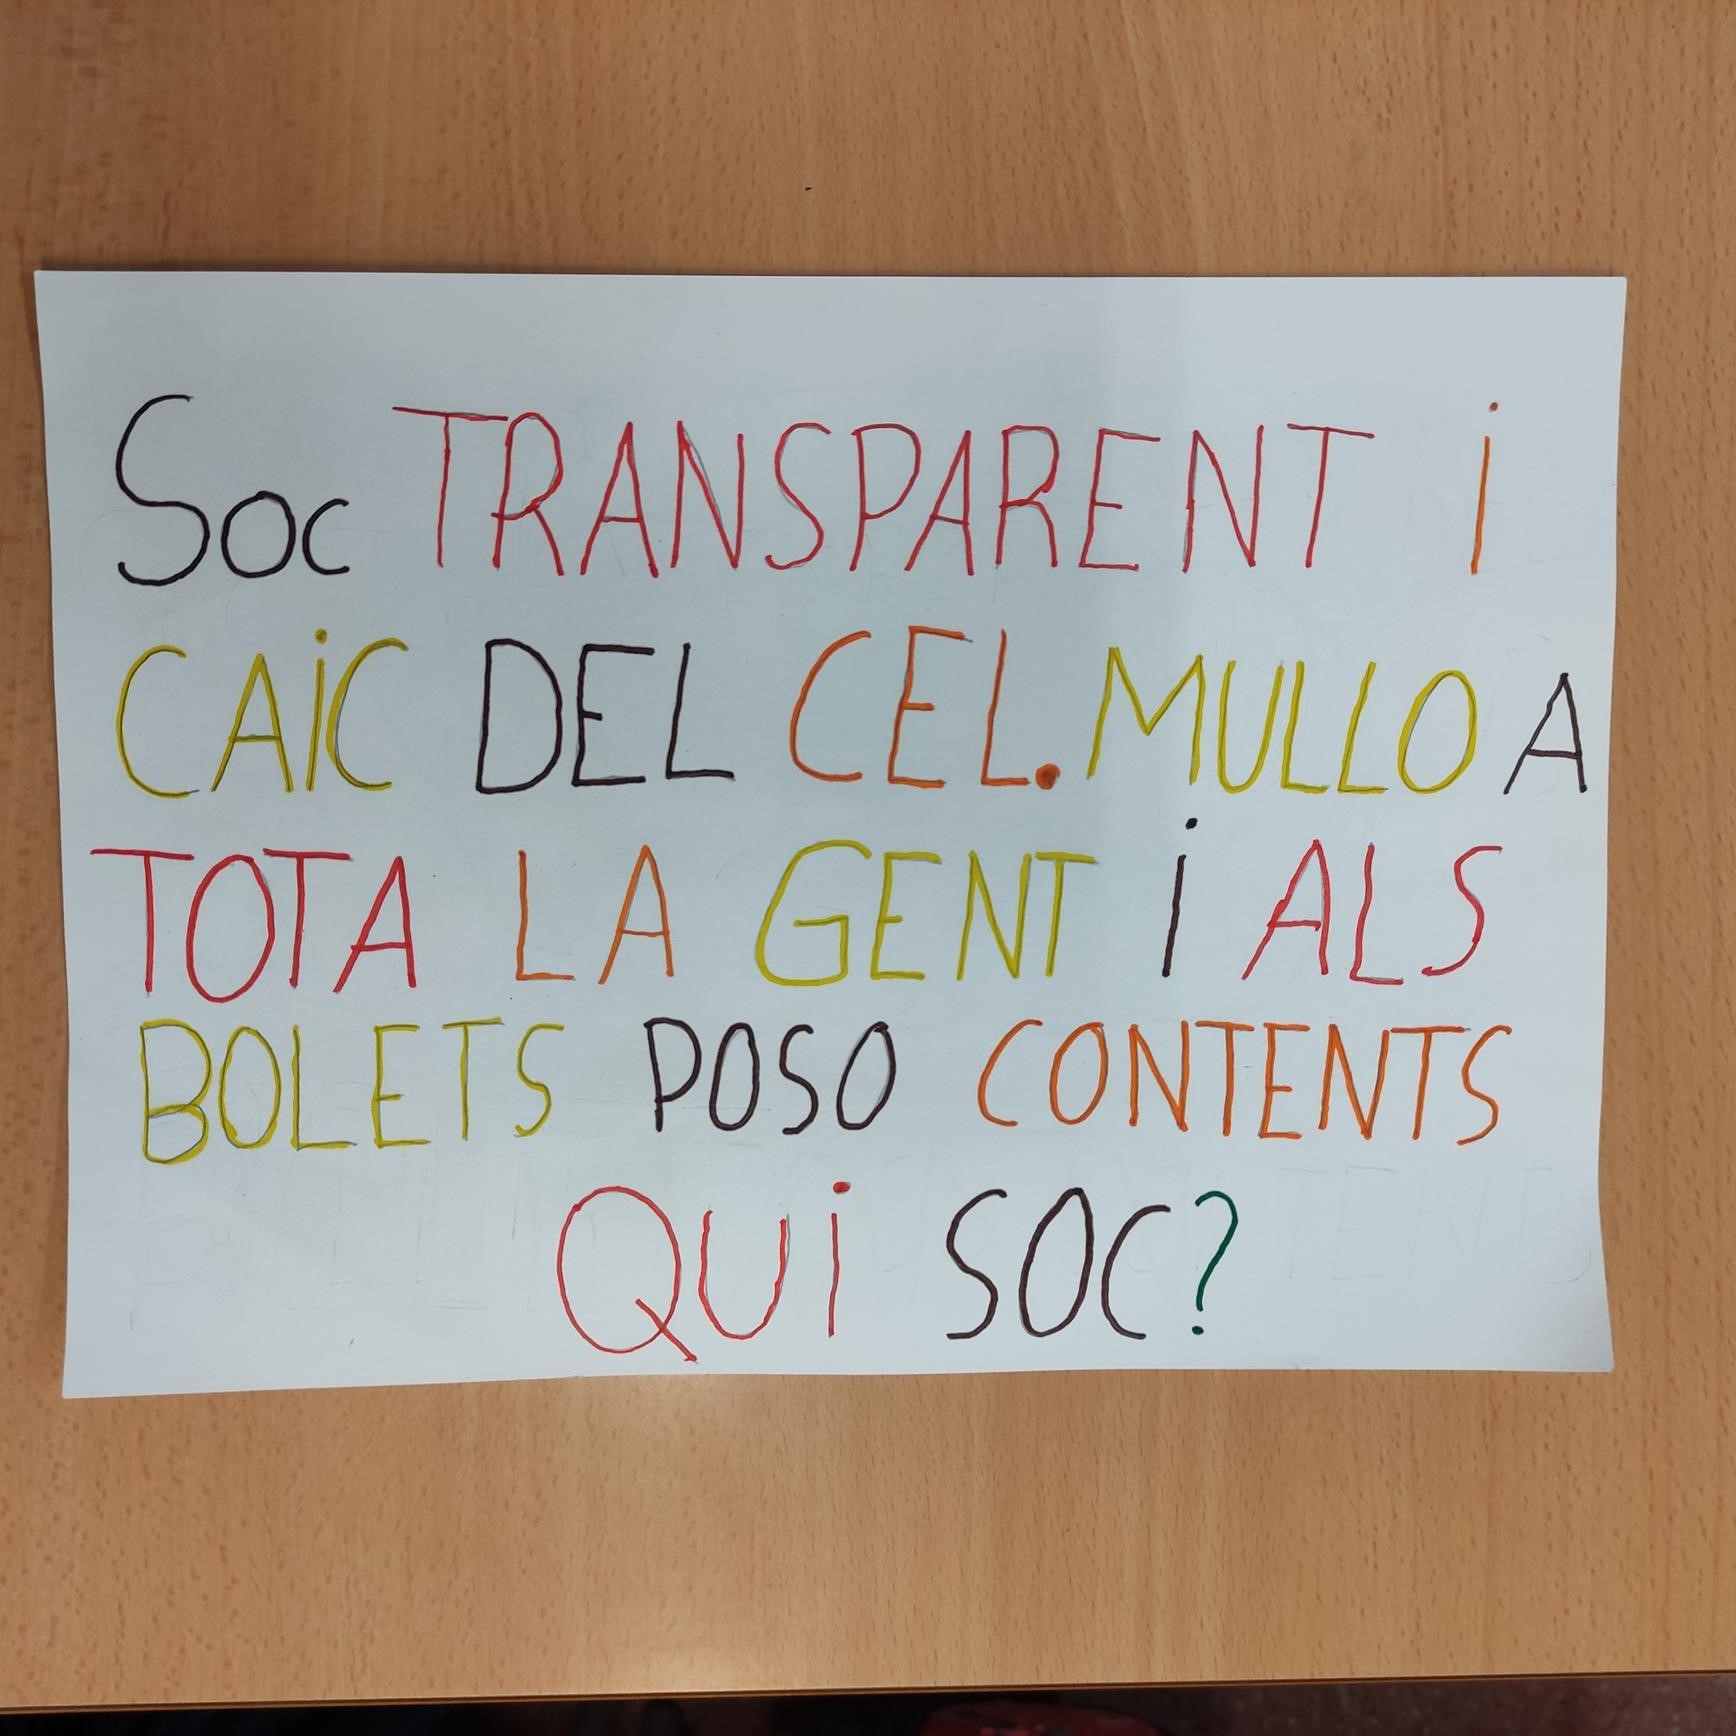 Soc TRANSPARENT i
CAiC DEL CEL. MULLO A
TOTA LA GENT i ALS
BOLETS POSO CONTENTS
QUi SOC?